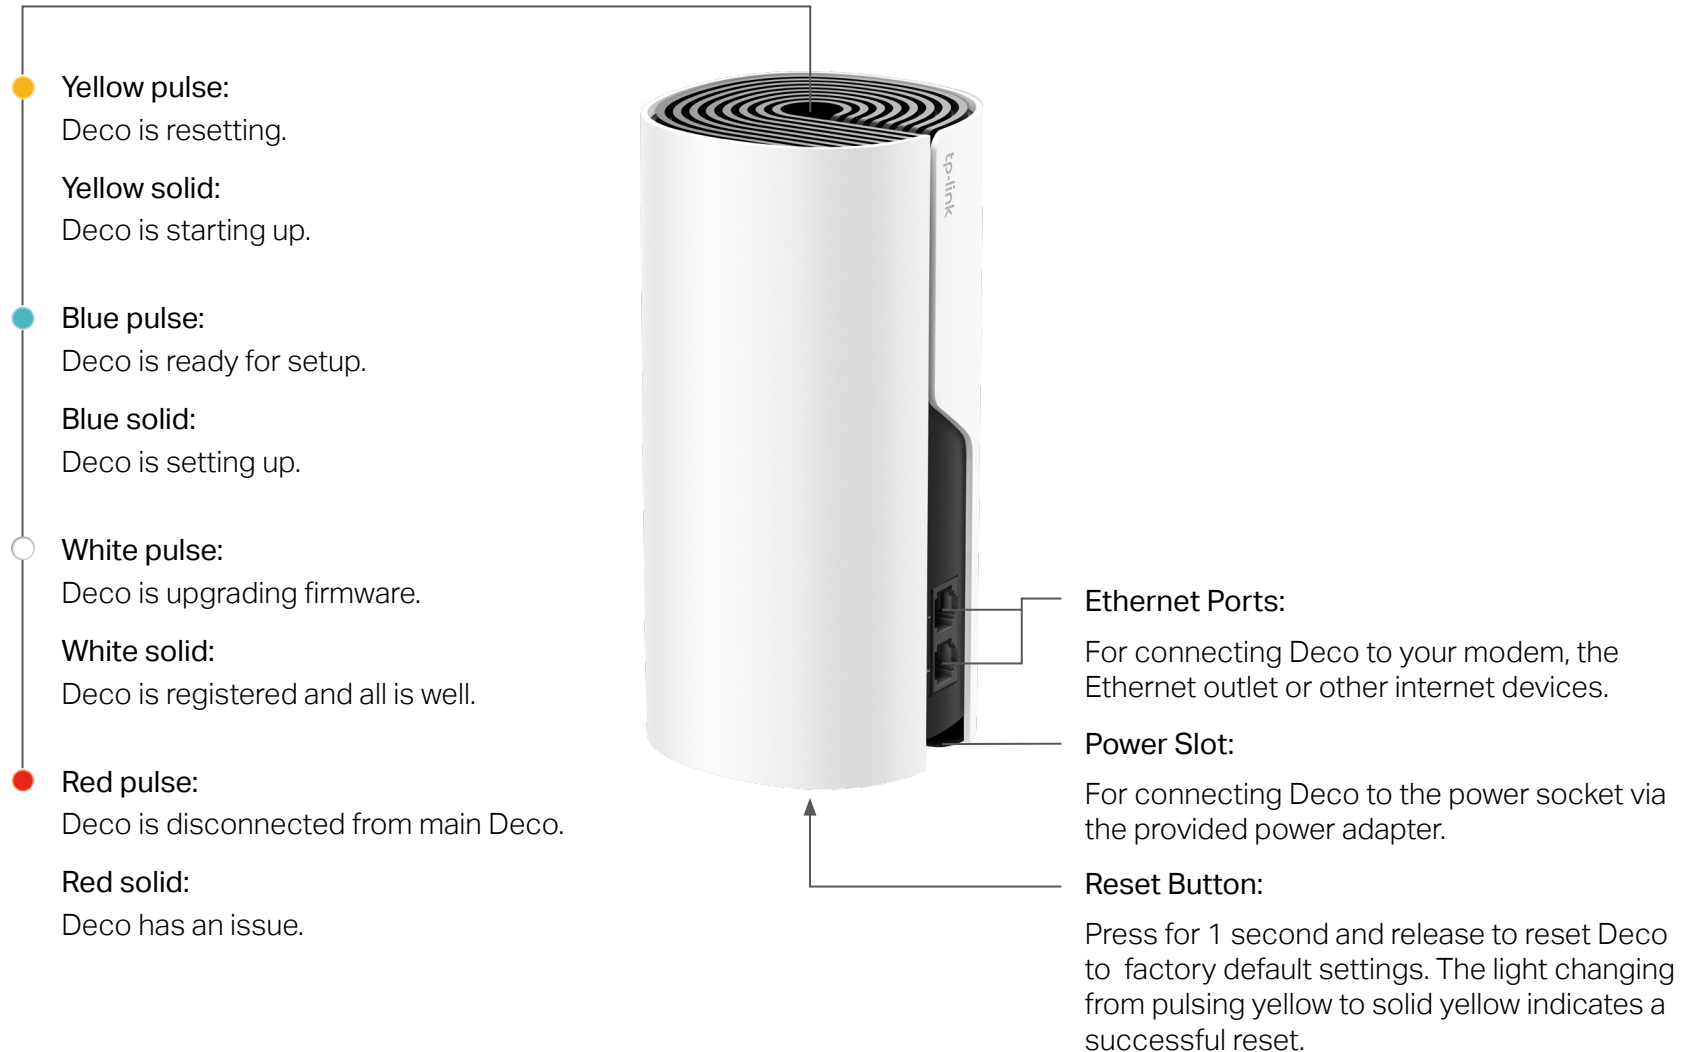 Yellow pulse:
Deco is resetting.
Yellow solid:
Deco is starting up.
Blue pulse:
Deco is ready for setup.
Blue solid:
Deco is setting up.
White pulse:
Deco is upgrading firmware.
White solid:
Deco is registered and all is well.
Red pulse:
Deco is disconnected from main Deco.
Red solid:
Deco has an issue.
tp-link
Ethernet Ports:
For connecting Deco to your modem, the
Ethernet outlet or other internet devices.
Power Slot:
For connecting Deco to the power socket via
the provided power adapter.
Reset Button:
Press for 1 second and release to reset Deco
to  factory default settings. The light changing
from pulsing yellow to solid yellow indicates a
successful reset.